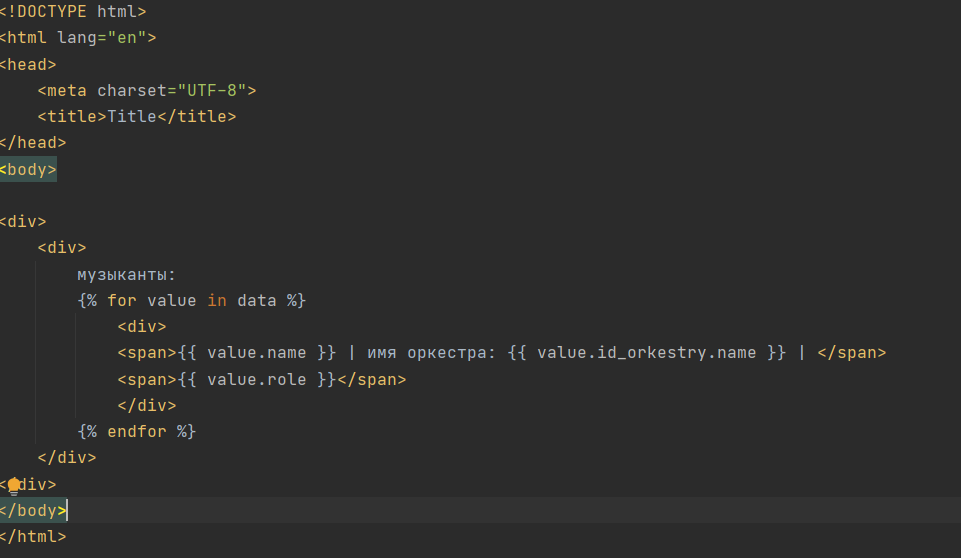 <!DOCTYPE html>
<html lang="en">
<head>
    <meta charset="UTF-8">
    <title>Title</title>
</head>
<body>

<div>
    <div>
        музыканты:
        {% for value in data %}
            <div>
            <span>{{ value.name }} | имя оркестра: {{ value.id_orkestry.name }} | </span>
            <span>{{ value.role }}</span>
            </div>
        {% endfor %}
    </div>
</div>
</body>
</html>